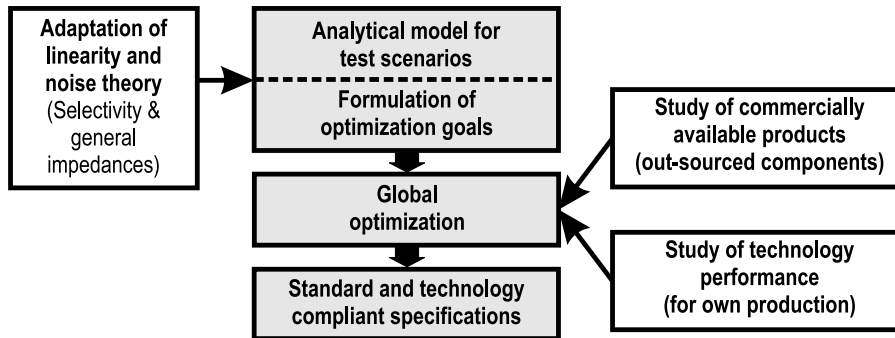 Adaptation of
linearity and
noise theory
(Selectivity &
general
impedances)
Analytical model for
test scenarios
Formulation of
optimization goals
Study of commercially
available products
(out-sourced components)
Global
optimization
Study of technology
performance
(for own production)
Standard and technology
compliant specifications